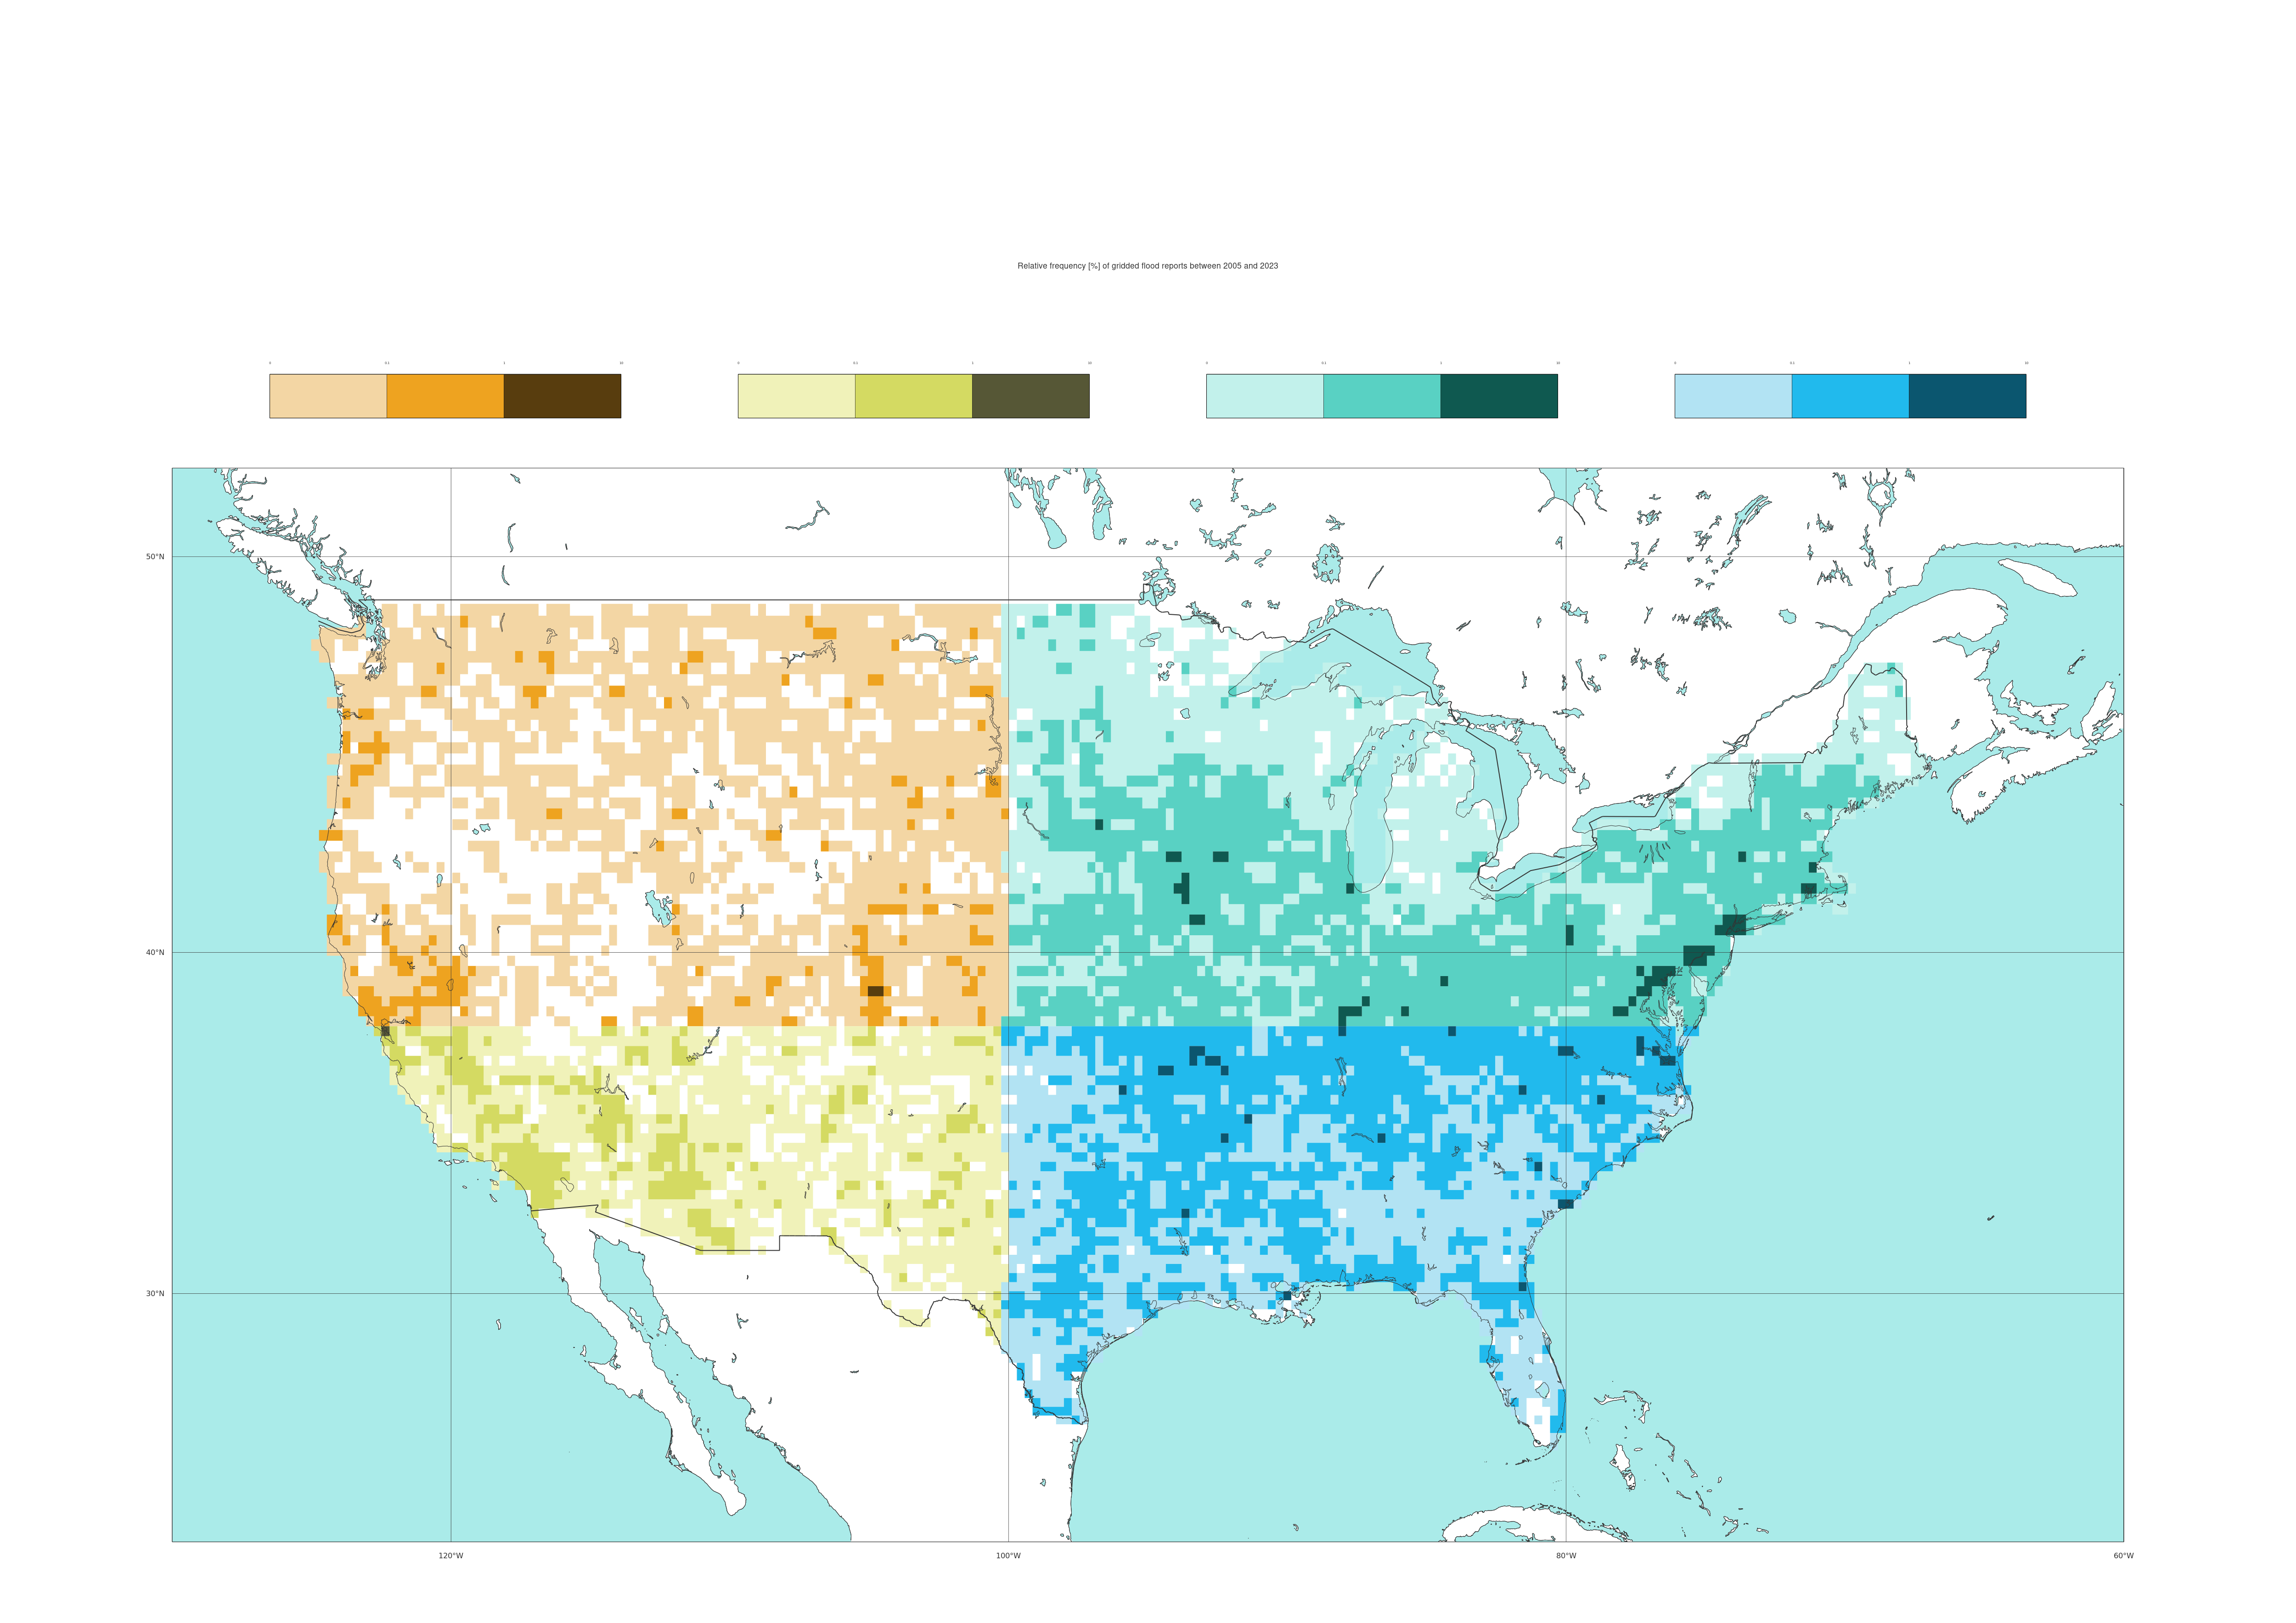 Relative frequency [%] of gridded flood reports between 2005 and 2023
0 0.1 1 10 0 0.1 1 10 0 0.1 1 10 0 0.1 1 10
50°N
40°N
30°N
120°W 100°W 80°W 60°W